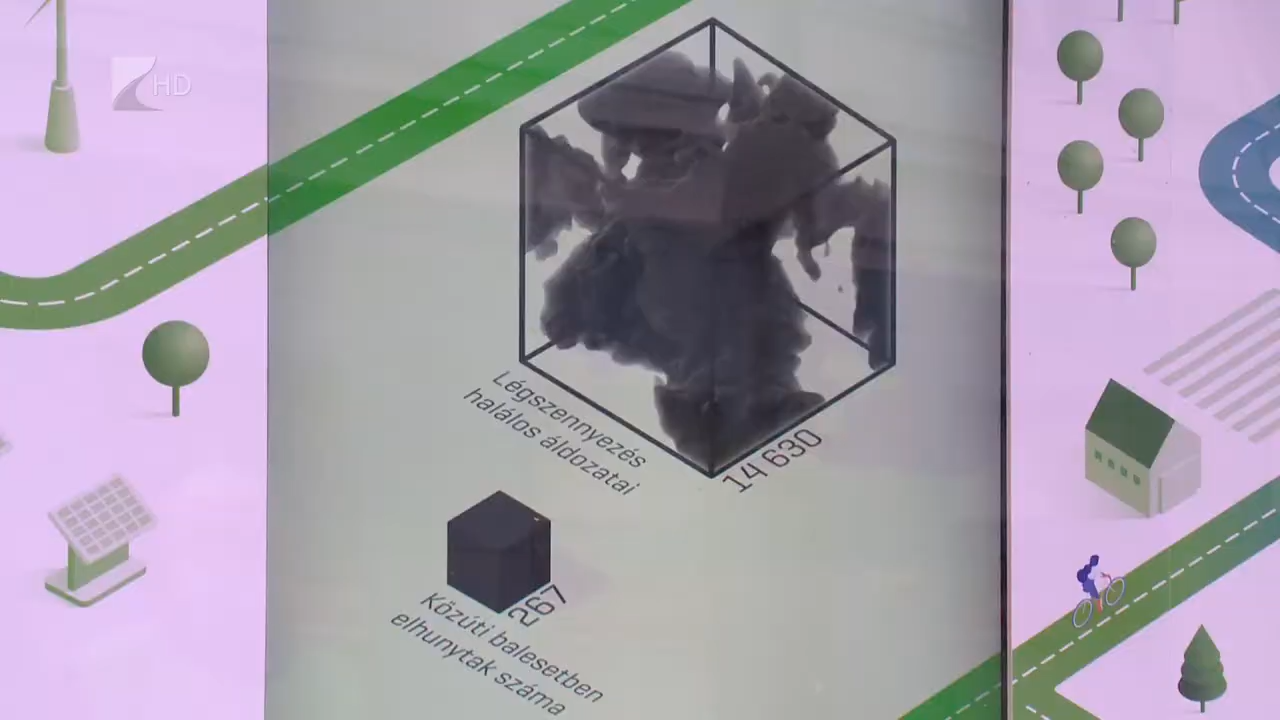 HD
Légszennyezés
halálos áldozatai
14 630
267
Közúti balesetben
elhunytak száma